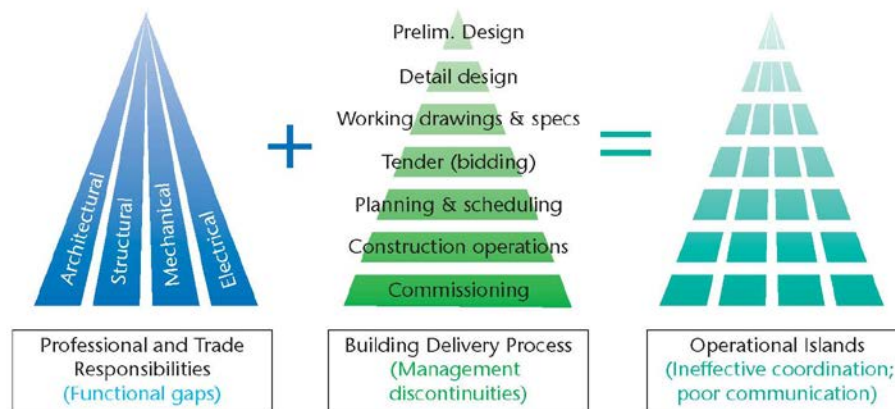 Architectural
Structural
Mechanical
Electrical
+
Prelim. Design
Detail design
Working drawings & specs
Tender (bidding)
Planning & scheduling
Construction operations
Commissioning
=
Professional and Trade
Responsibilities
(Functional gaps)
Building Delivery Process
(Management
discontinuities)
Operational Islands
(Ineffective coordination;
poor communication)